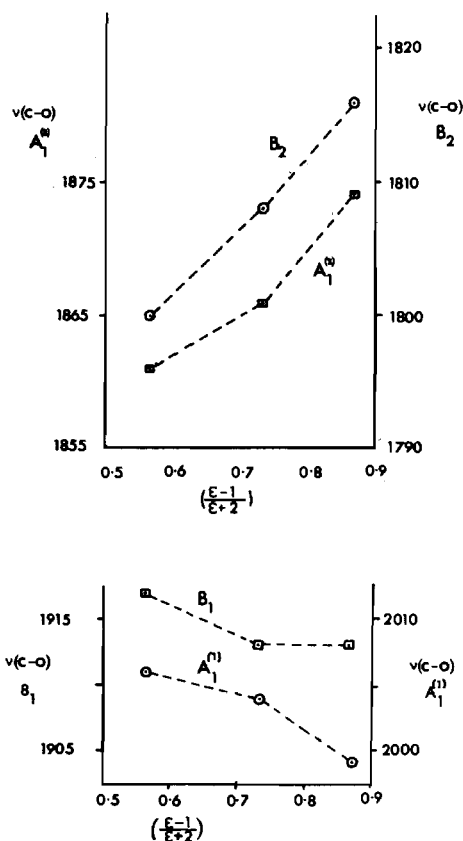 1820
ν(c-o)
A₁⁽²⁾
ν(c-o)
B₂
B₂
1875
1810
A₁⁽²⁾
1865
1800
1855
1790
0.5 0.6 0.7 0.8 0.9
(ε-1/ε+2)
B₁
1915
2010
ν(c-o)
B₁
A₁⁽¹⁾
ν(c-o)
A₁⁽¹⁾
1905
2000
0.5 0.6 0.7 0.8 0.9
(ε-1/ε+2)